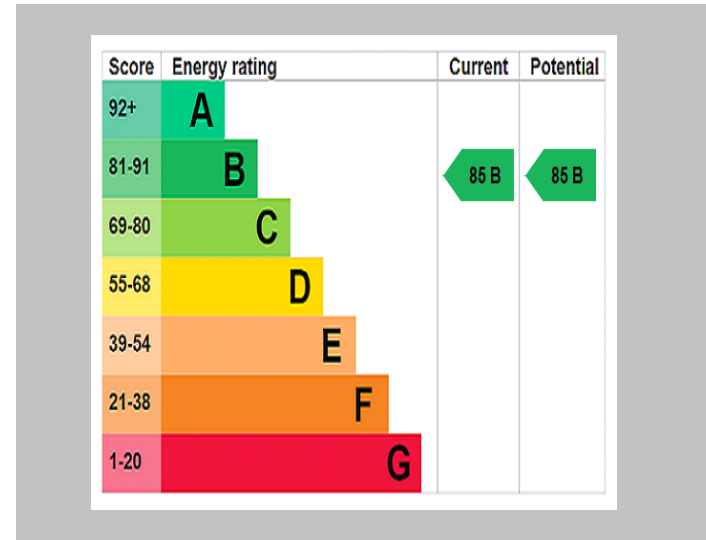 Score Energy rating Current Potential
92+ A
81-91 B 85 B 85 B
69-80 C
55-68 D
39-54 E
21-38 F
1-20 G